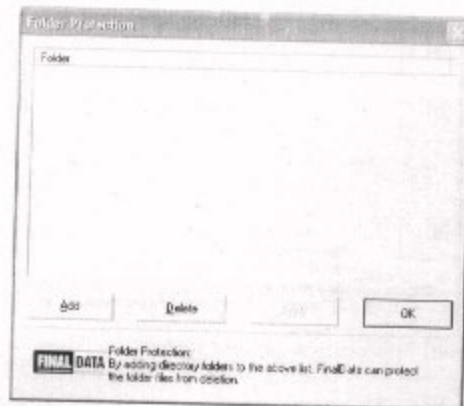 Folder Protection
Folder
Add Delete OK
FINAL DATA
Folder Protection:
By adding directory folders to the above list, FinalData can protect
the folder files from deletion.